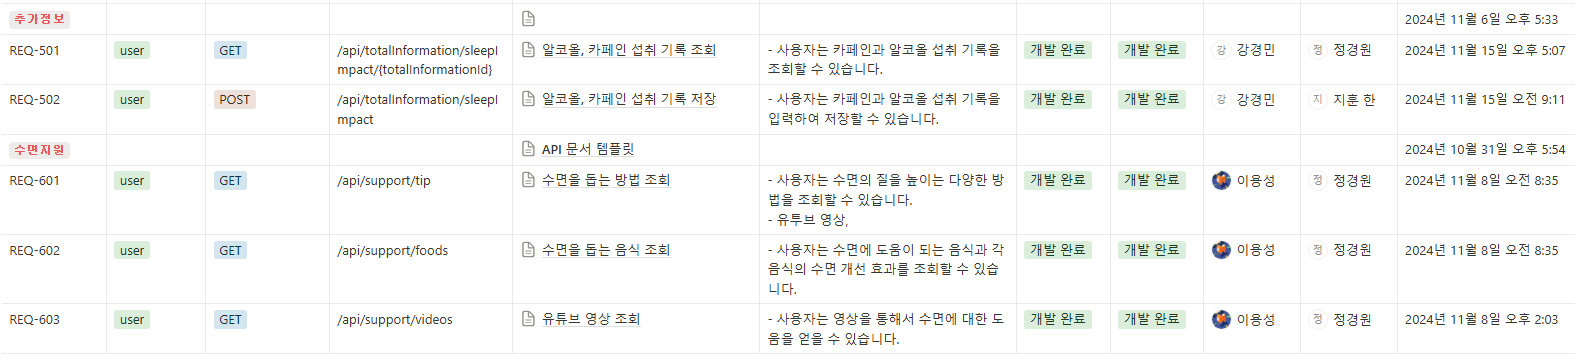 추가정보 2024년 11월 6일 오후 5:33
REQ-501 user GET /api/totalInformation/sleepI 알코올, 카페인 섭취 기록 조회 - 사용자는 카페인과 알코올 섭취 기록을 개발 완료 개발 완료 강 강경민 정 정경원 2024년 11월 15일 오후 5:07
mpact/{totalInformationId} 조회할 수 있습니다.
REQ-502 user POST /api/totalInformation/sleepI 알코올, 카페인 섭취 기록 저장 - 사용자는 카페인과 알코올 섭취 기록을 개발 완료 개발 완료 강 강경민 지 지훈 한 2024년 11월 15일 오전 9:11
mpact 입력하여 저장할 수 있습니다.
수면지원 API 문서 템플릿 2024년 10월 31일 오후 5:54
REQ-601 user GET /api/support/tip 수면을 돕는 방법 조회 - 사용자는 수면의 질을 높이는 다양한 방 개발 완료 개발 완료 이용성 정 정경원 2024년 11월 8일 오전 8:35
법을 조회할 수 있습니다.
- 유투브 영상,
REQ-602 user GET /api/support/foods 수면을 돕는 음식 조회 - 사용자는 수면에 도움이 되는 음식과 각 개발 완료 개발 완료 이용성 정 정경원 2024년 11월 8일 오전 8:35
음식의 수면 개선 효과를 조회할 수 있습
니다.
REQ-603 user GET /api/support/videos 유튜브 영상 조회 - 사용자는 영상을 통해서 수면에 대한 도 개발 완료 개발 완료 이용성 정 정경원 2024년 11월 8일 오후 2:03
움을 얻을 수 있습니다.